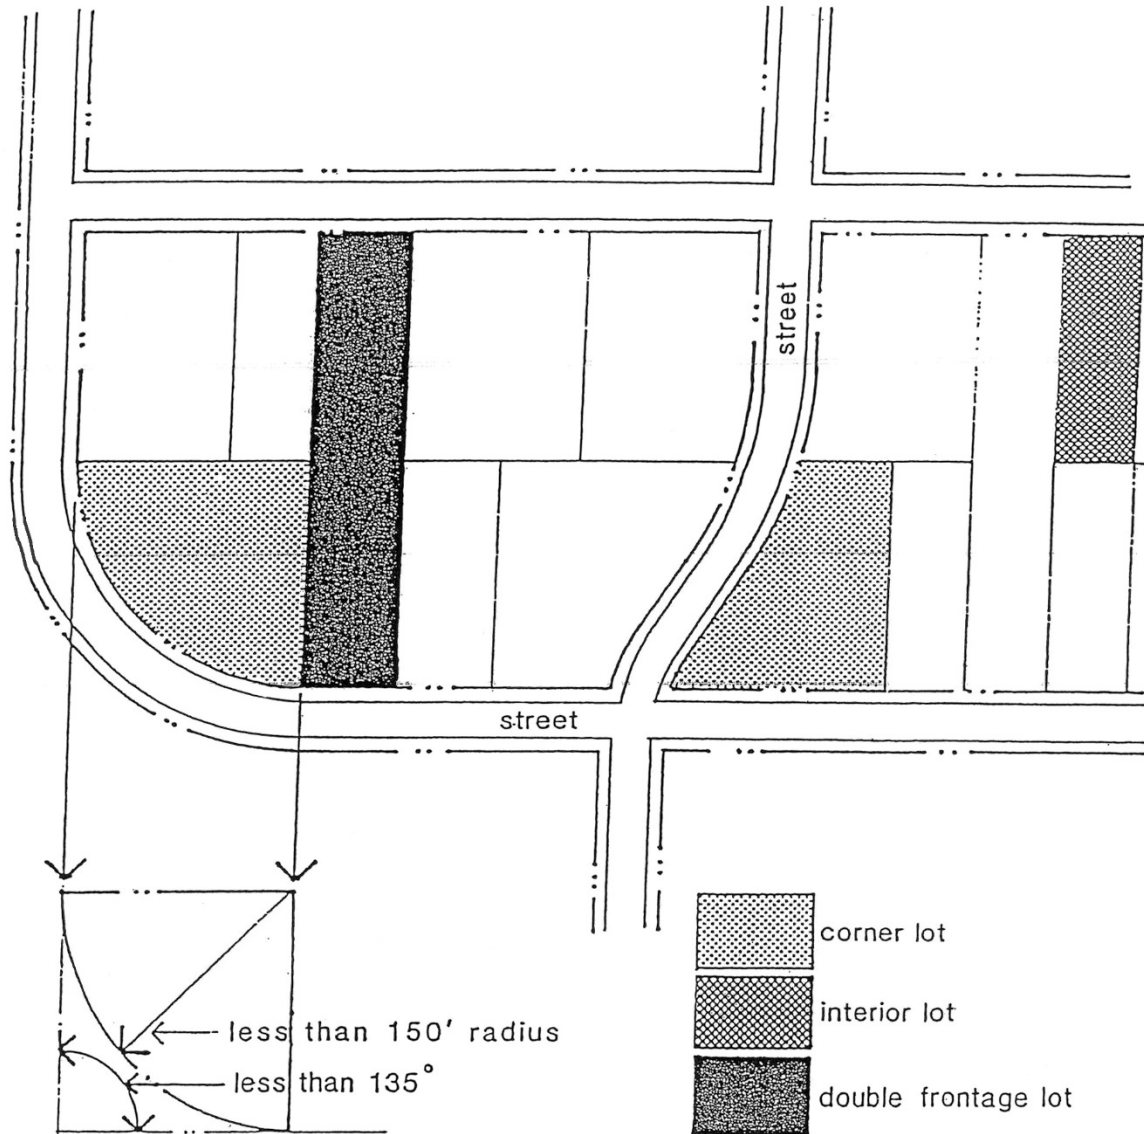 street
street
less than 150' radius
less than 135°
corner lot
interior lot
double frontage lot